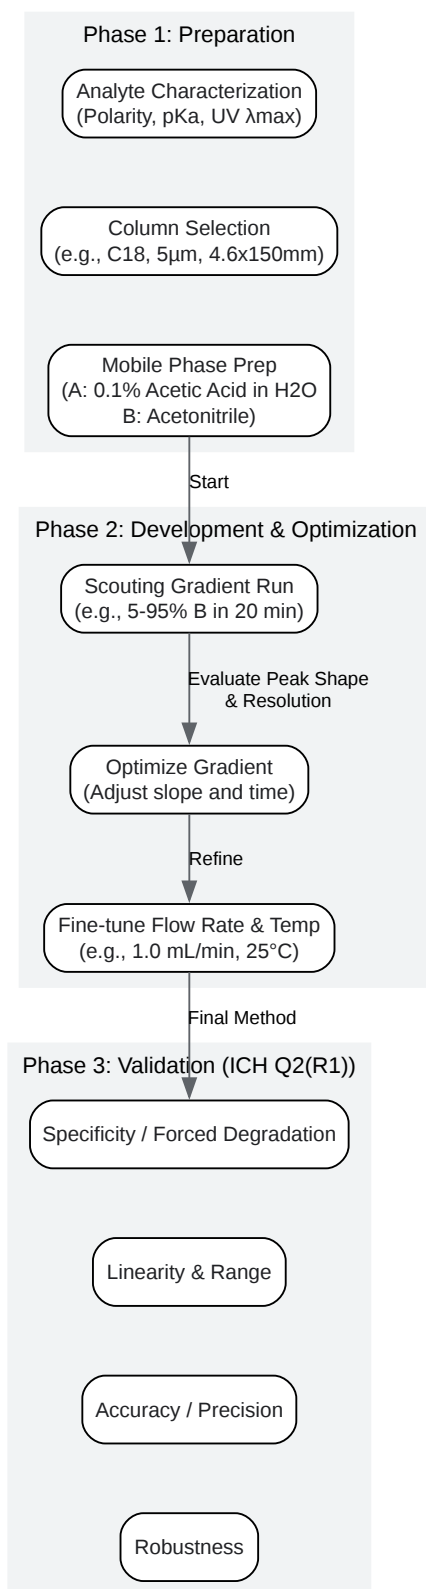 Phase 1: Preparation
Analyte Characterization
(Polarity, pKa, UV λmax)
Column Selection
(e.g., C18, 5µm, 4.6x150mm)
Mobile Phase Prep
(A: 0.1% Acetic Acid in H2O
B: Acetonitrile)
Start
Phase 2: Development & Optimization
Scouting Gradient Run
(e.g., 5-95% B in 20 min)
Evaluate Peak Shape
& Resolution
Optimize Gradient
(Adjust slope and time)
Refine
Fine-tune Flow Rate & Temp
(e.g., 1.0 mL/min, 25°C)
Final Method
Phase 3: Validation (ICH Q2(R1))
Specificity / Forced Degradation
Linearity & Range
Accuracy / Precision
Robustness